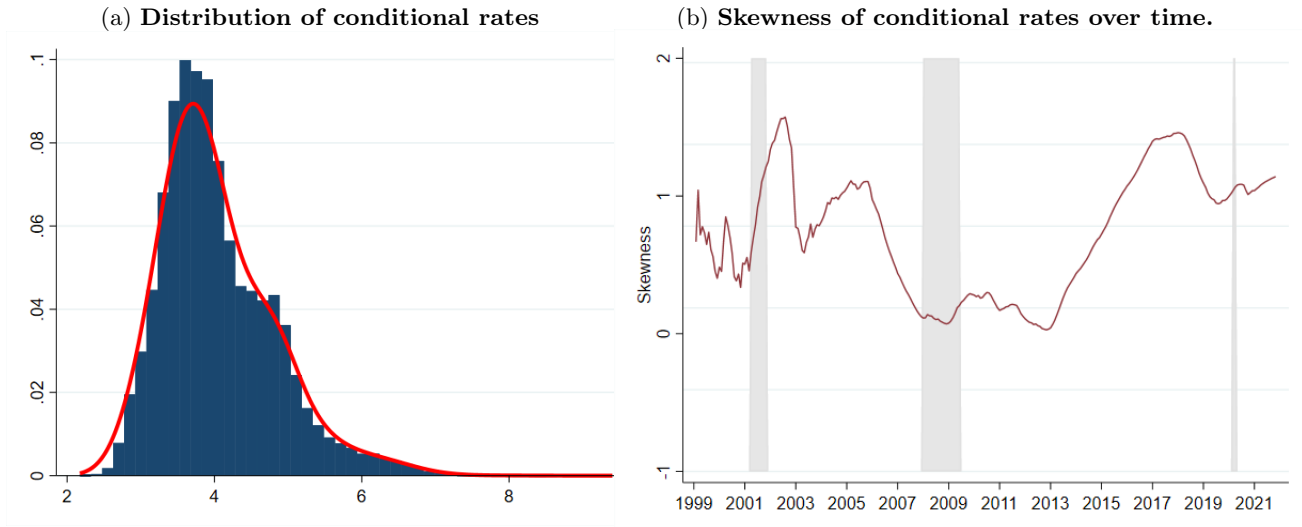 (a) Distribution of conditional rates
(b) Skewness of conditional rates over time.
.1
.08
.06
.04
.02
0
2 4 6 8
Skewness
2
1
0
-1
1999 2001 2003 2005 2007 2009 2011 2013 2015 2017 2019 2021